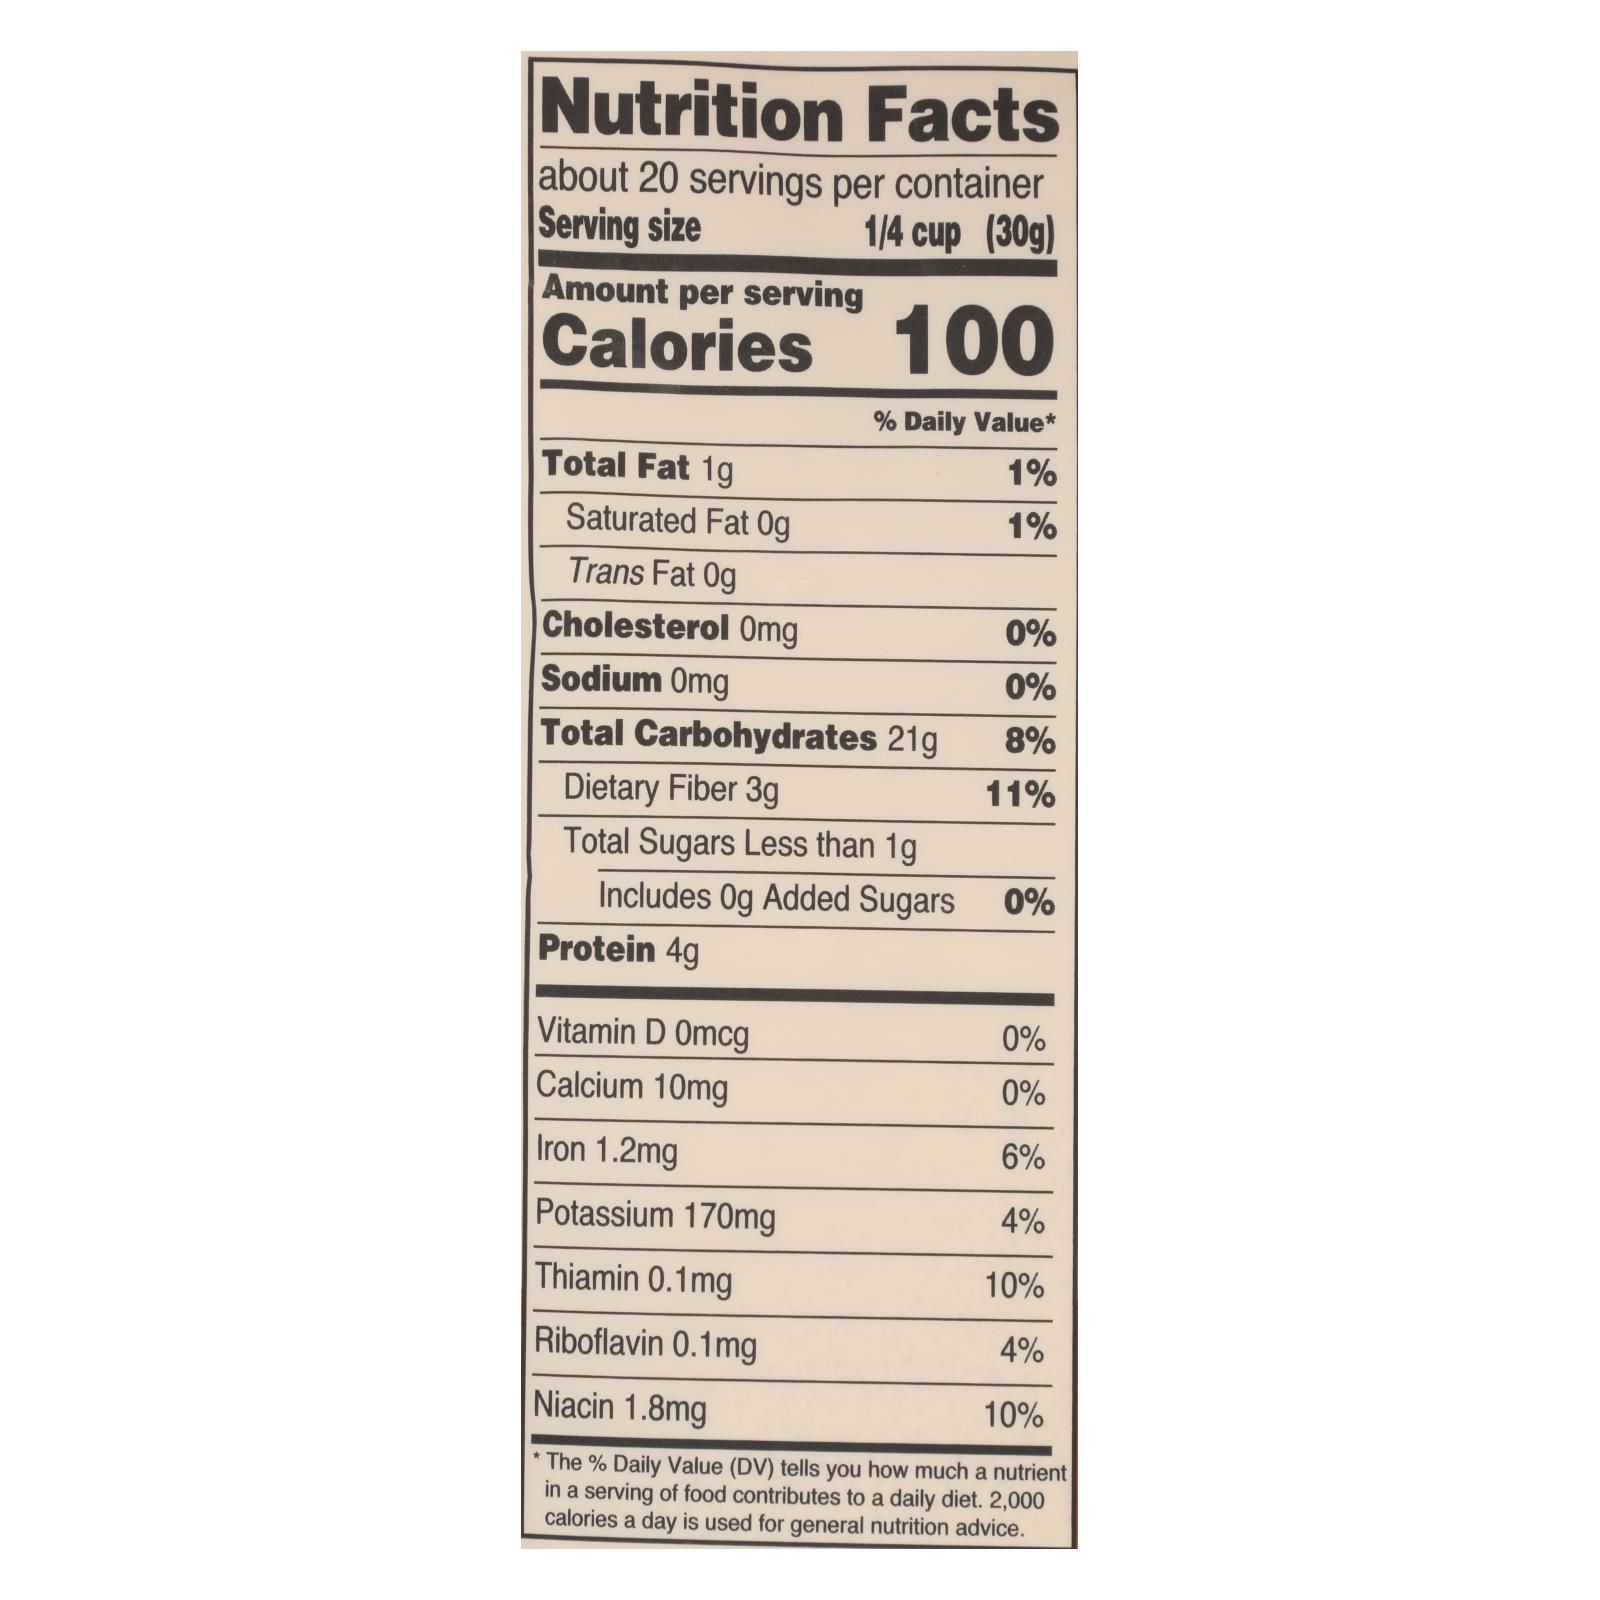 Nutrition Facts
about 20 servings per container
Serving size 1/4 cup (30g)
Amount per serving
Calories 100
% Daily Value*
Total Fat 1g 1%
Saturated Fat 0g 1%
Trans Fat 0g
Cholesterol 0mg 0%
Sodium 0mg 0%
Total Carbohydrates 21g 8%
Dietary Fiber 3g 11%
Total Sugars Less than 1g
Includes 0g Added Sugars 0%
Protein 4g
Vitamin D 0mcg 0%
Calcium 10mg 0%
Iron 1.2mg 6%
Potassium 170mg 4%
Thiamin 0.1mg 10%
Riboflavin 0.1mg 4%
Niacin 1.8mg 10%
* The % Daily Value (DV) tells you how much a nutrient
in a serving of food contributes to a daily diet. 2,000
calories a day is used for general nutrition advice.